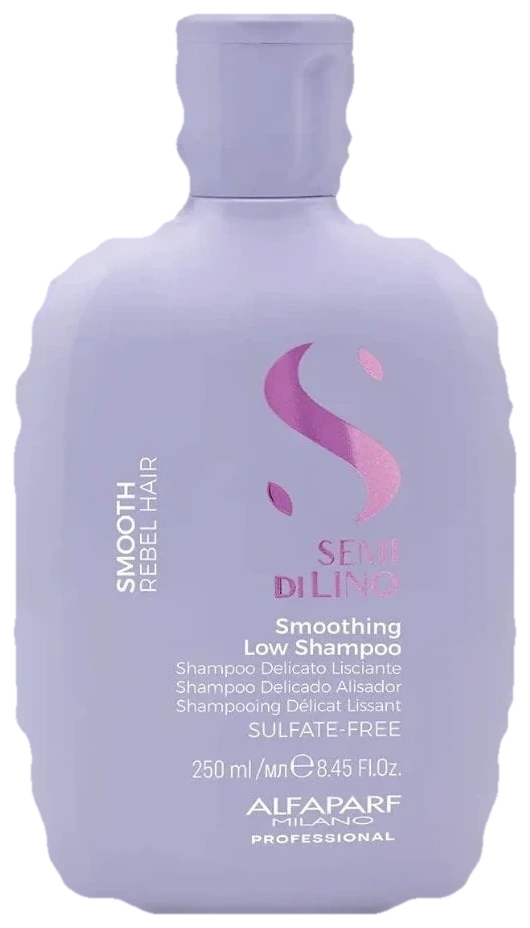 SMOOTH
REBEL HAIR
SEMI
DI LINO
Smoothing
Low Shampoo
Shampoo Delicato Lisciante
Shampoo Delicado Alisador
Shampooing Délicat Lissant
SULFATE-FREE
250 ml /мл ℮ 8.45 Fl.Oz.
ALFAPARF
MILANO
PROFESSIONAL